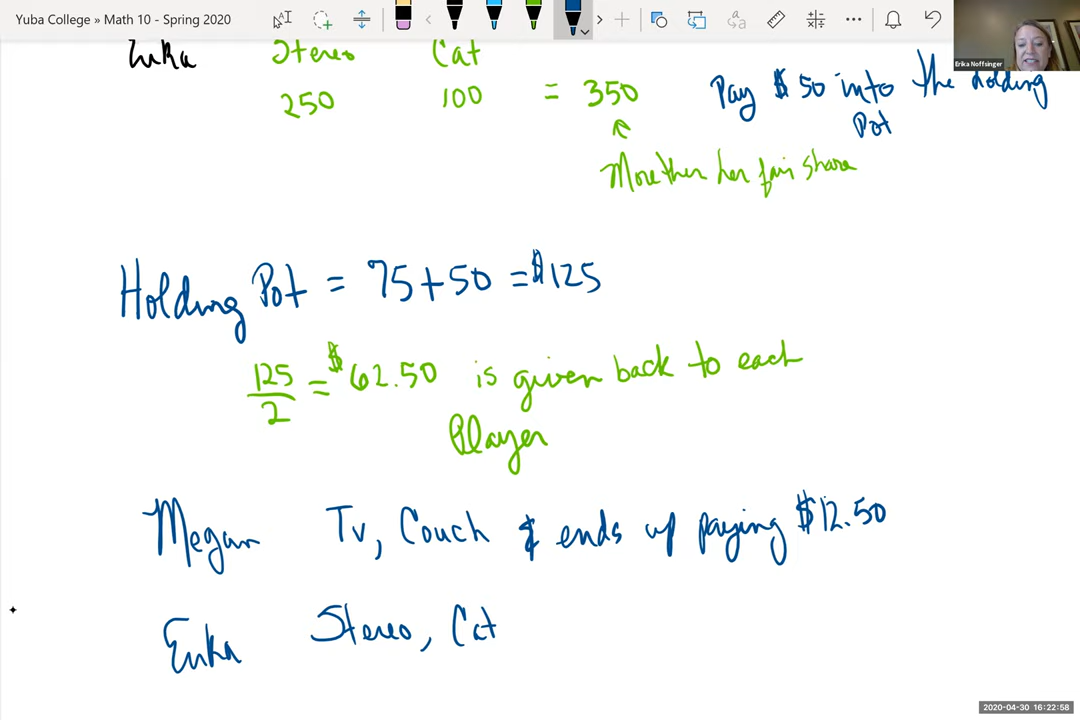 Yuba College » Math 10 - Spring 2020
Erika Noffsinger
Erika Stereo Cat
250 100 = 350 Pay $50 into the Holding
Pot
More then her fair share
Holding Pot = 75+50 = $125
125/2 = $62.50 is given back to each
Player
Megan Tv, Couch & ends up paying $12.50
Erika Stereo, Cat
2020-04-30 16:22:58